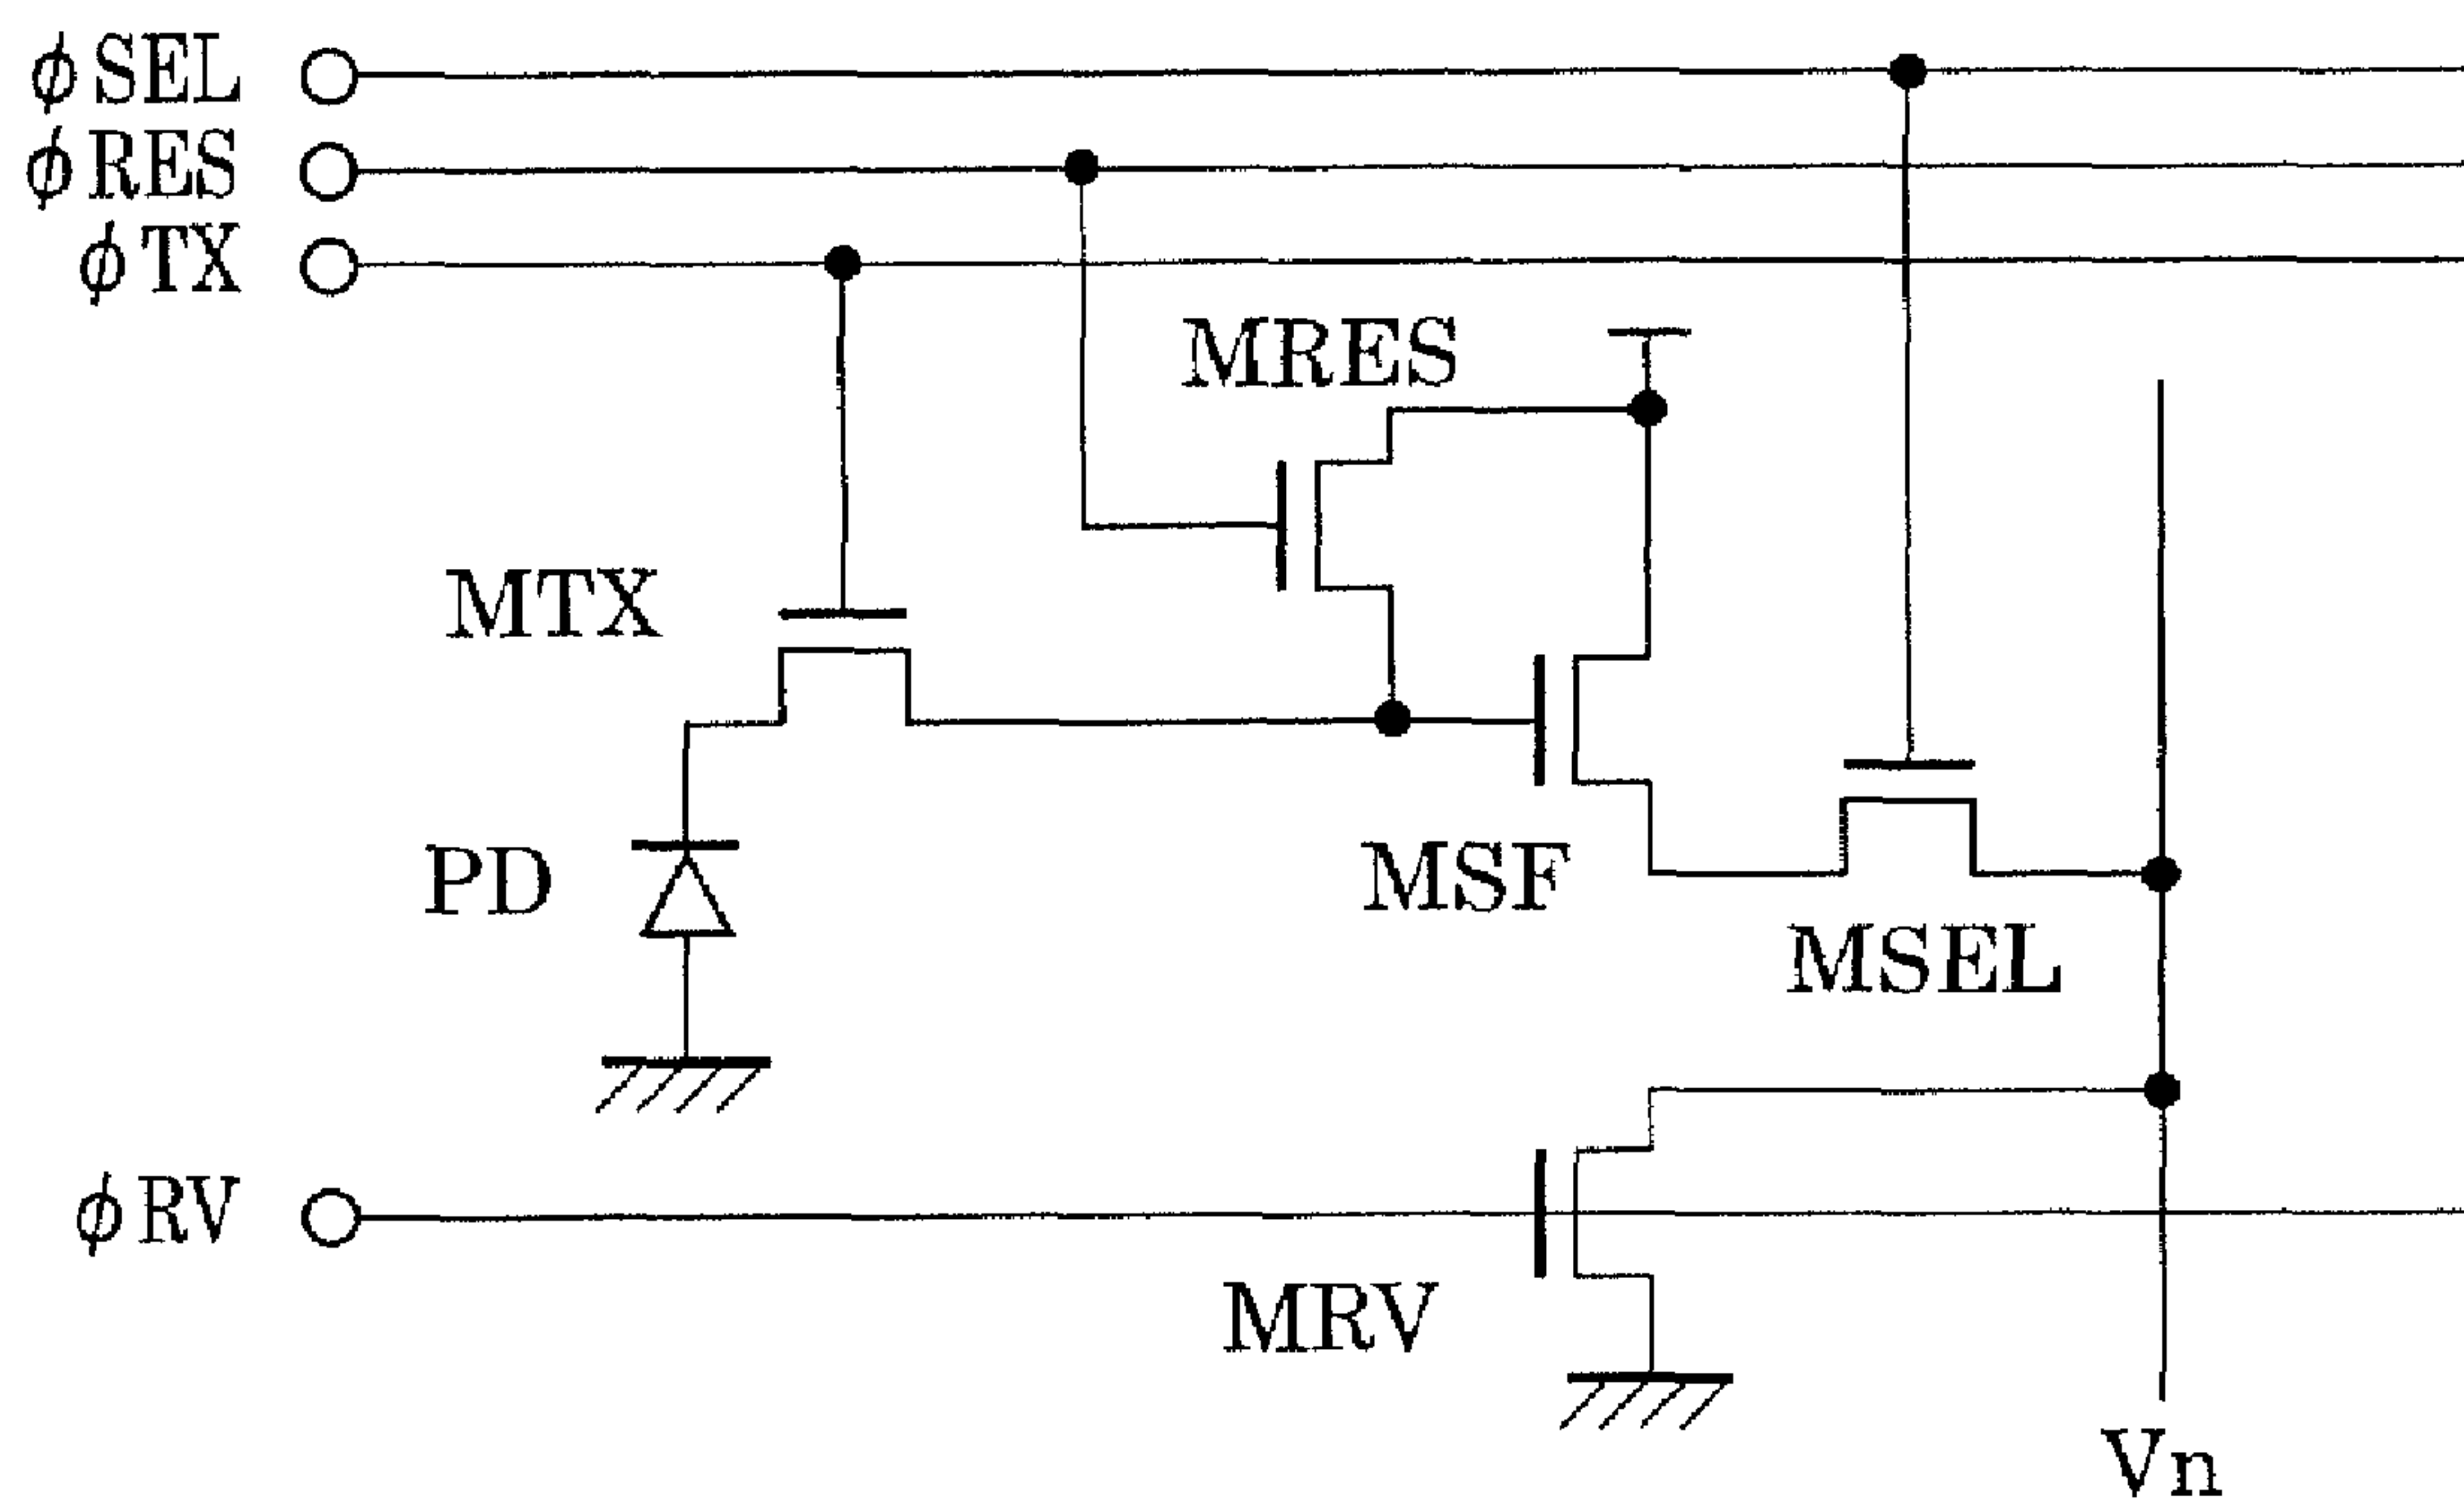 ϕSEL
ϕRES
ϕTX
MRES
MTX
PD
MSF
MSEL
ϕRV
MRV
Vn